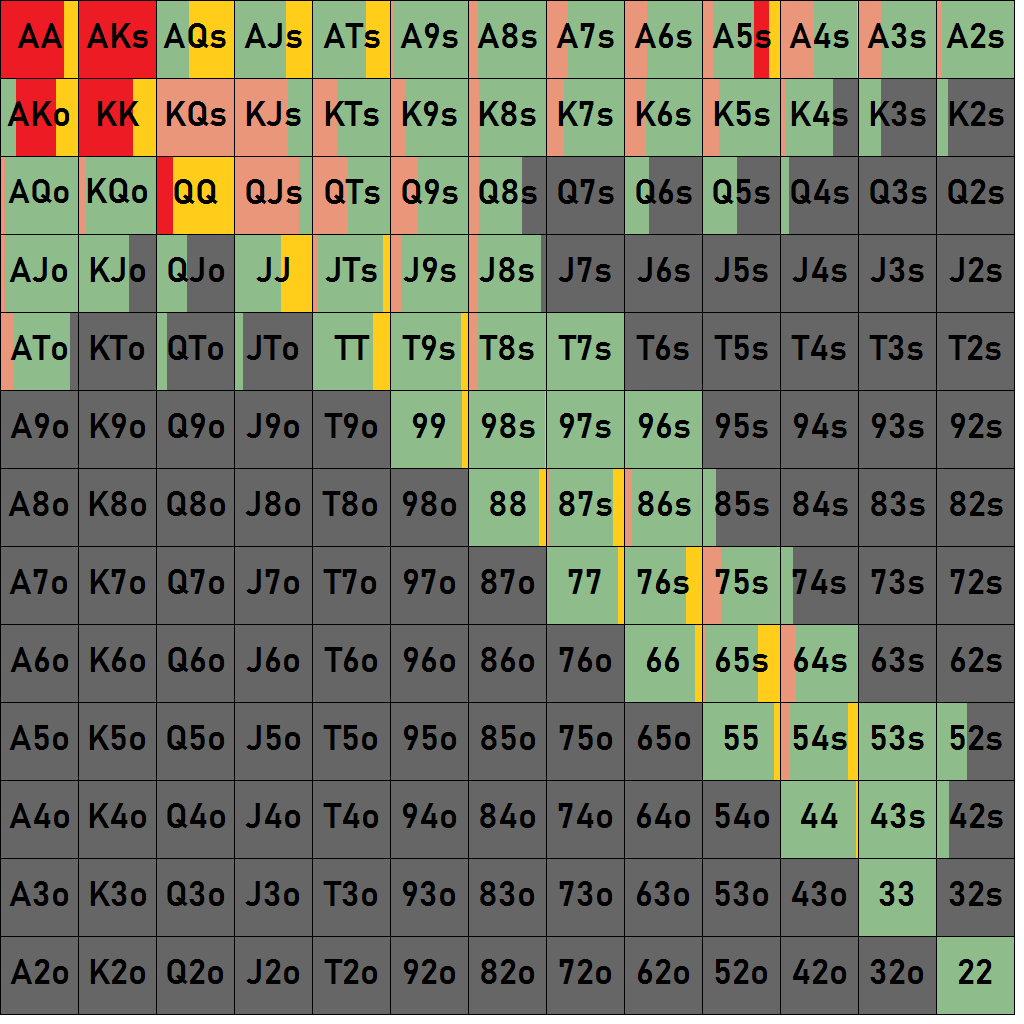 AA AKs AQs AJs ATs A9s A8s A7s A6s A5s A4s A3s A2s
AKo KK KQs KJs KTs K9s K8s K7s K6s K5s K4s K3s K2s
AQo KQo QQ QJs QTs Q9s Q8s Q7s Q6s Q5s Q4s Q3s Q2s
AJo KJo QJo JJ JTs J9s J8s J7s J6s J5s J4s J3s J2s
ATo KTo QTo JTo TT T9s T8s T7s T6s T5s T4s T3s T2s
A9o K9o Q9o J9o T9o 99 98s 97s 96s 95s 94s 93s 92s
A8o K8o Q8o J8o T8o 98o 88 87s 86s 85s 84s 83s 82s
A7o K7o Q7o J7o T7o 97o 87o 77 76s 75s 74s 73s 72s
A6o K6o Q6o J6o T6o 96o 86o 76o 66 65s 64s 63s 62s
A5o K5o Q5o J5o T5o 95o 85o 75o 65o 55 54s 53s 52s
A4o K4o Q4o J4o T4o 94o 84o 74o 64o 54o 44 43s 42s
A3o K3o Q3o J3o T3o 93o 83o 73o 63o 53o 43o 33 32s
A2o K2o Q2o J2o T2o 92o 82o 72o 62o 52o 42o 32o 22